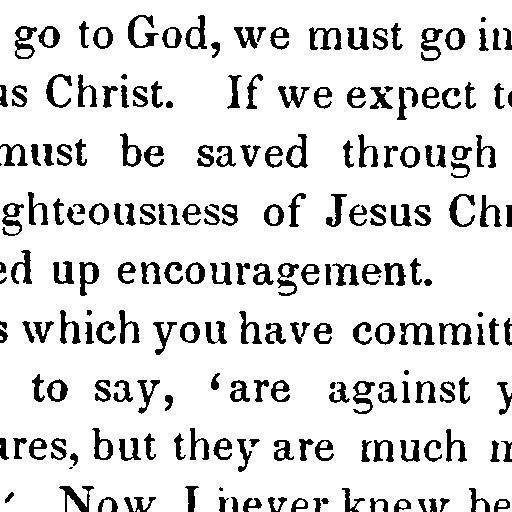 go to God, we must go in
us Christ. If we expect to
must be saved through
ghteousness of Jesus Chr
ed up encouragement.
s which you have committ
to say, ‘are against y
ures, but they are much m
’ Now I never knew be